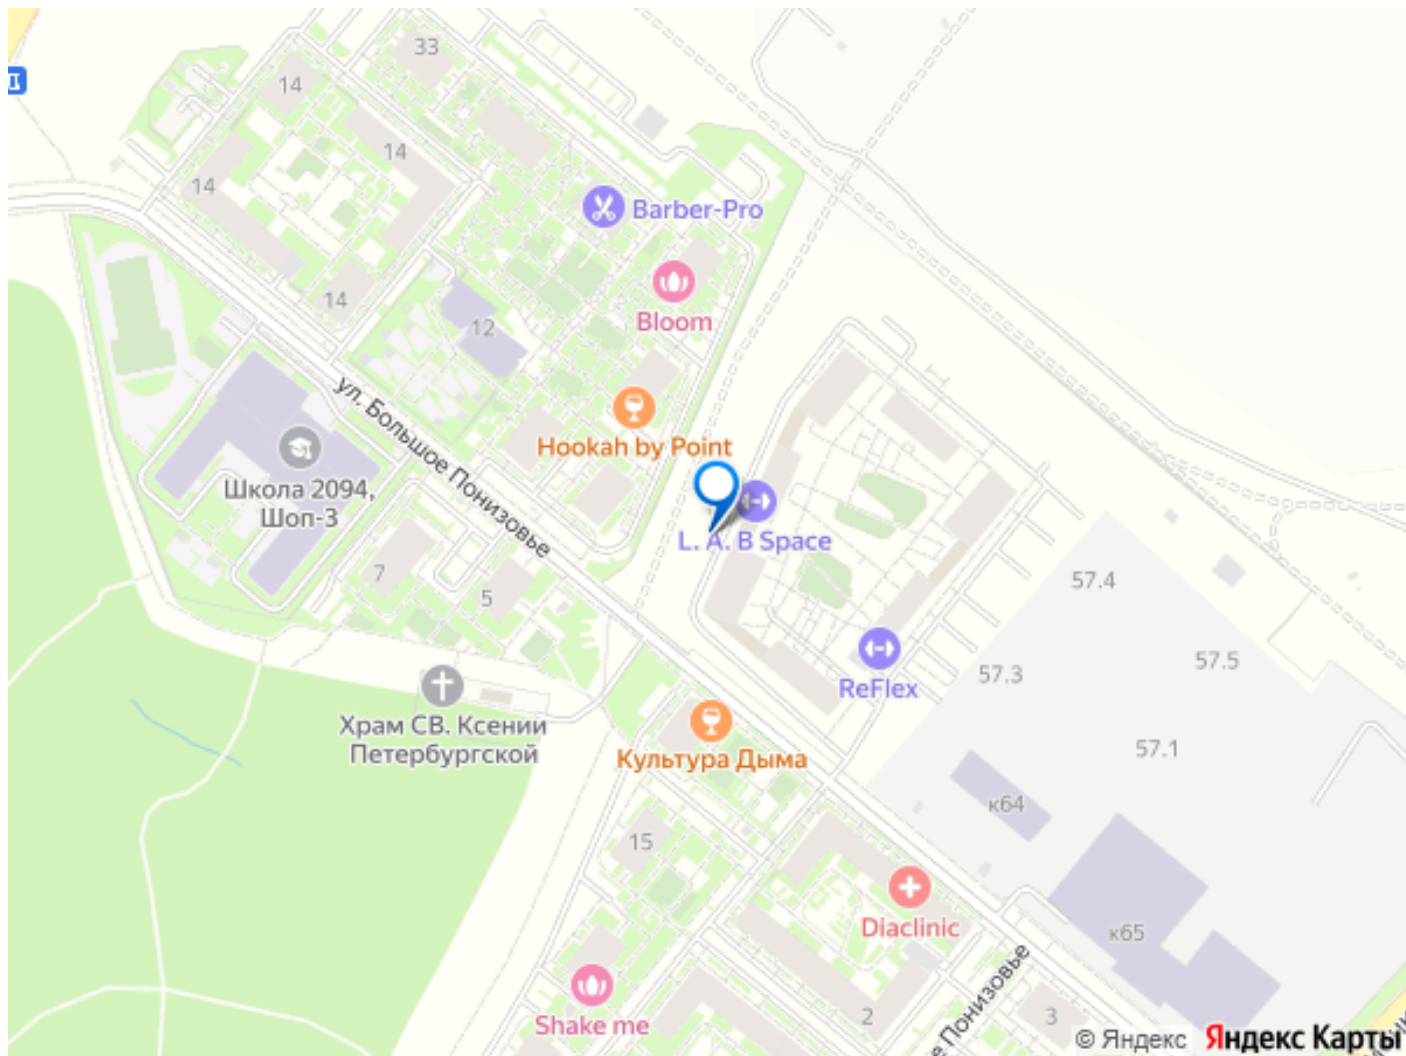 33
14
14
14
Barber-Pro
14
12
Bloom
ул. Большое Понизовье
Hookah by Point
Школа 2094,
Шоп-3
L. A. B Space
7
5
57.4
57.3
57.5
ReFlex
Храм СВ. Ксении
Петербургской
Культура Дыма
57.1
к64
15
Diaclinic
к65
Понизовье
Shake me
2
3
© Яндекс Яндекс Карты